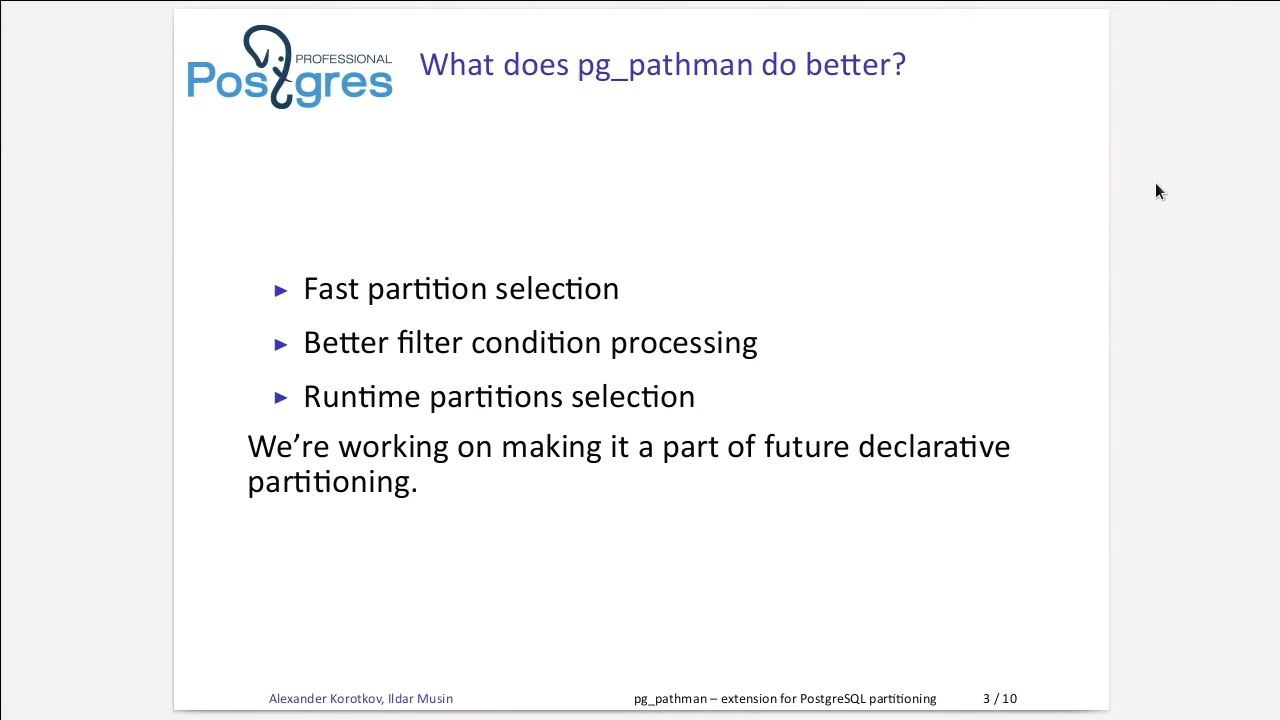 PROFESSIONAL
Postgres
What does pg_pathman do better?
► Fast partition selection
► Better filter condition processing
► Runtime partitions selection
We're working on making it a part of future declarative
partitioning.
Alexander Korotkov, Ildar Musin
pg_pathman – extension for PostgreSQL partitioning
3 / 10